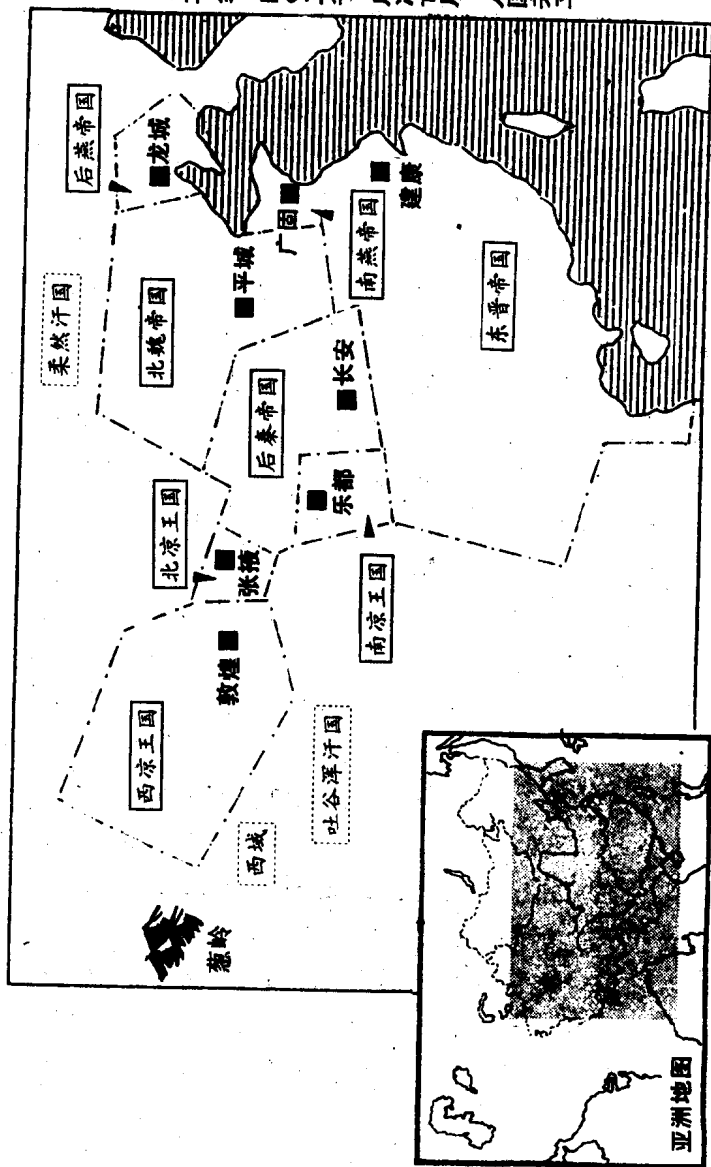 后燕帝国
龙城
柔然汗国
北魏帝国
平城
广固
南燕帝国
建康
东晋帝国
后秦帝国
长安
乐都
北凉王国
张掖
南凉王国
敦煌
西凉王国
吐谷浑汗国
西域
葱岭
亚洲地图